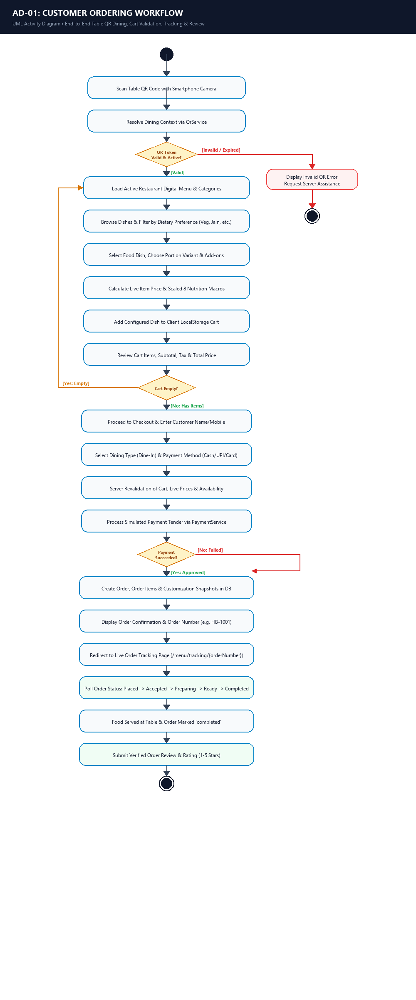 AD-01: CUSTOMER ORDERING WORKFLOW
UML Activity Diagram • End-to-End Table QR Dining, Cart Validation, Tracking & Review
Scan Table QR Code with Smartphone Camera
Resolve Dining Context via QrService
QR Token
Valid & Active?
[Invalid / Expired]
[Valid]
Display Invalid QR Error
Request Server Assistance
Load Active Restaurant Digital Menu & Categories
Browse Dishes & Filter by Dietary Preference (Veg, Jain, etc.)
Select Food Dish, Choose Portion Variant & Add-ons
Calculate Live Item Price & Scaled 8 Nutrition Macros
Add Configured Dish to Client LocalStorage Cart
Review Cart Items, Subtotal, Tax & Total Price
[Yes: Empty]
Cart Empty?
[No: Has Items]
Proceed to Checkout & Enter Customer Name/Mobile
Select Dining Type (Dine-In) & Payment Method (Cash/UPI/Card)
Server Revalidation of Cart, Live Prices & Availability
Process Simulated Payment Tender via PaymentService
Payment
Succeeded?
[No: Failed]
[Yes: Approved]
Create Order, Order Items & Customization Snapshots in DB
Display Order Confirmation & Order Number (e.g. HB-1001)
Redirect to Live Order Tracking Page (/menu/tracking/{orderNumber})
Poll Order Status: Placed -> Accepted -> Preparing -> Ready -> Completed
Food Served at Table & Order Marked 'completed'
Submit Verified Order Review & Rating (1-5 Stars)